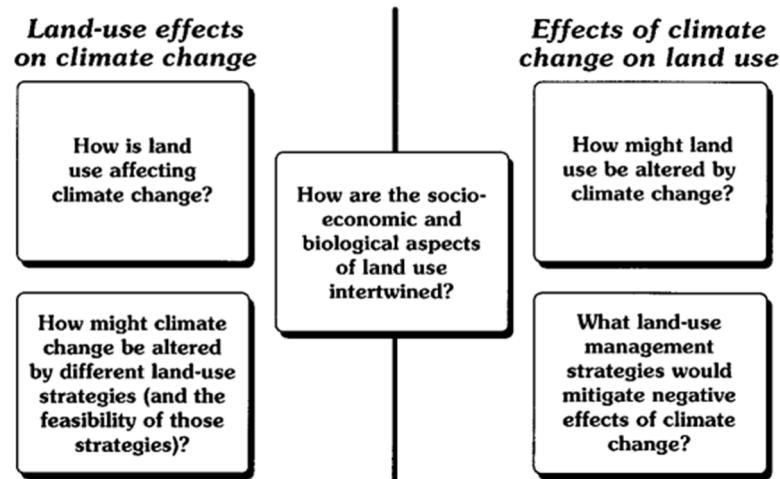 Land-use effects
on climate change
How is land
use affecting
climate change?
How might climate
change be altered
by different land-use
strategies (and the
feasibility of those
strategies)?
How are the socio-
economic and
biological aspects
of land use
intertwined?
Effects of climate
change on land use
How might land
use be altered by
climate change?
What land-use
management
strategies would
mitigate negative
effects of climate
change?